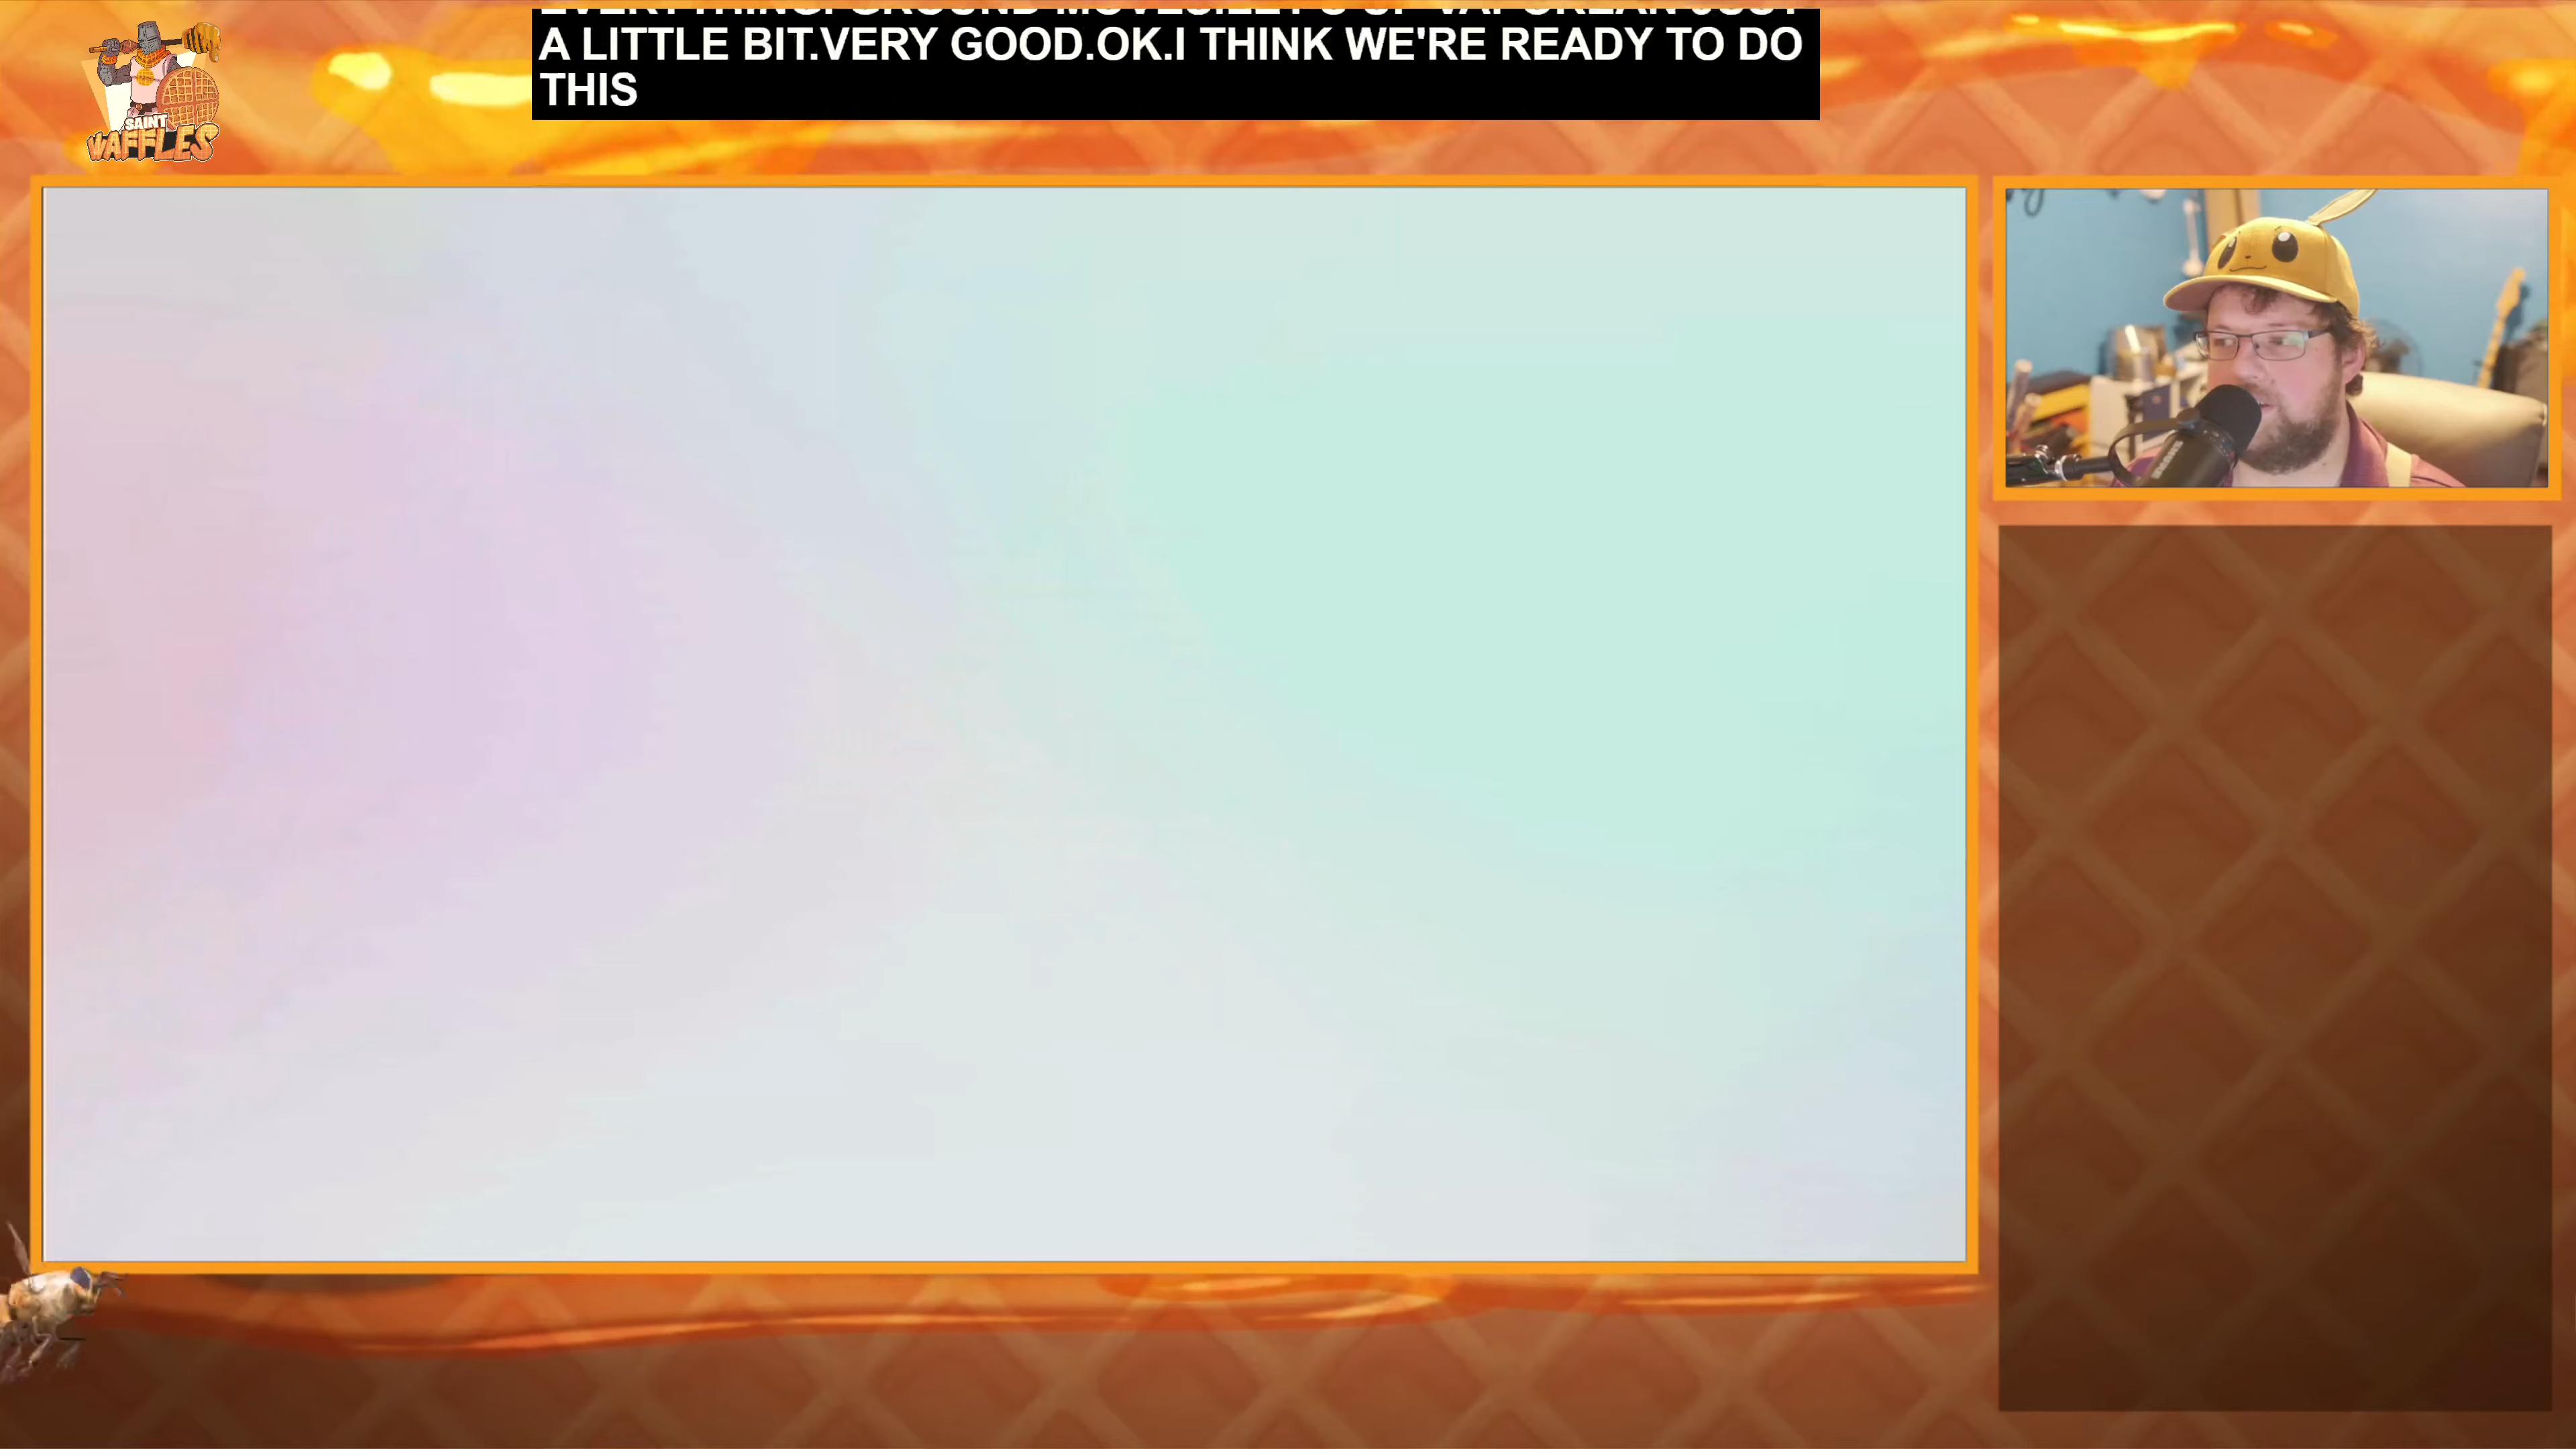 A LITTLE BIT.VERY GOOD.OK.I THINK WE'RE READY TO DO
THIS
SAINT
WAFFLES